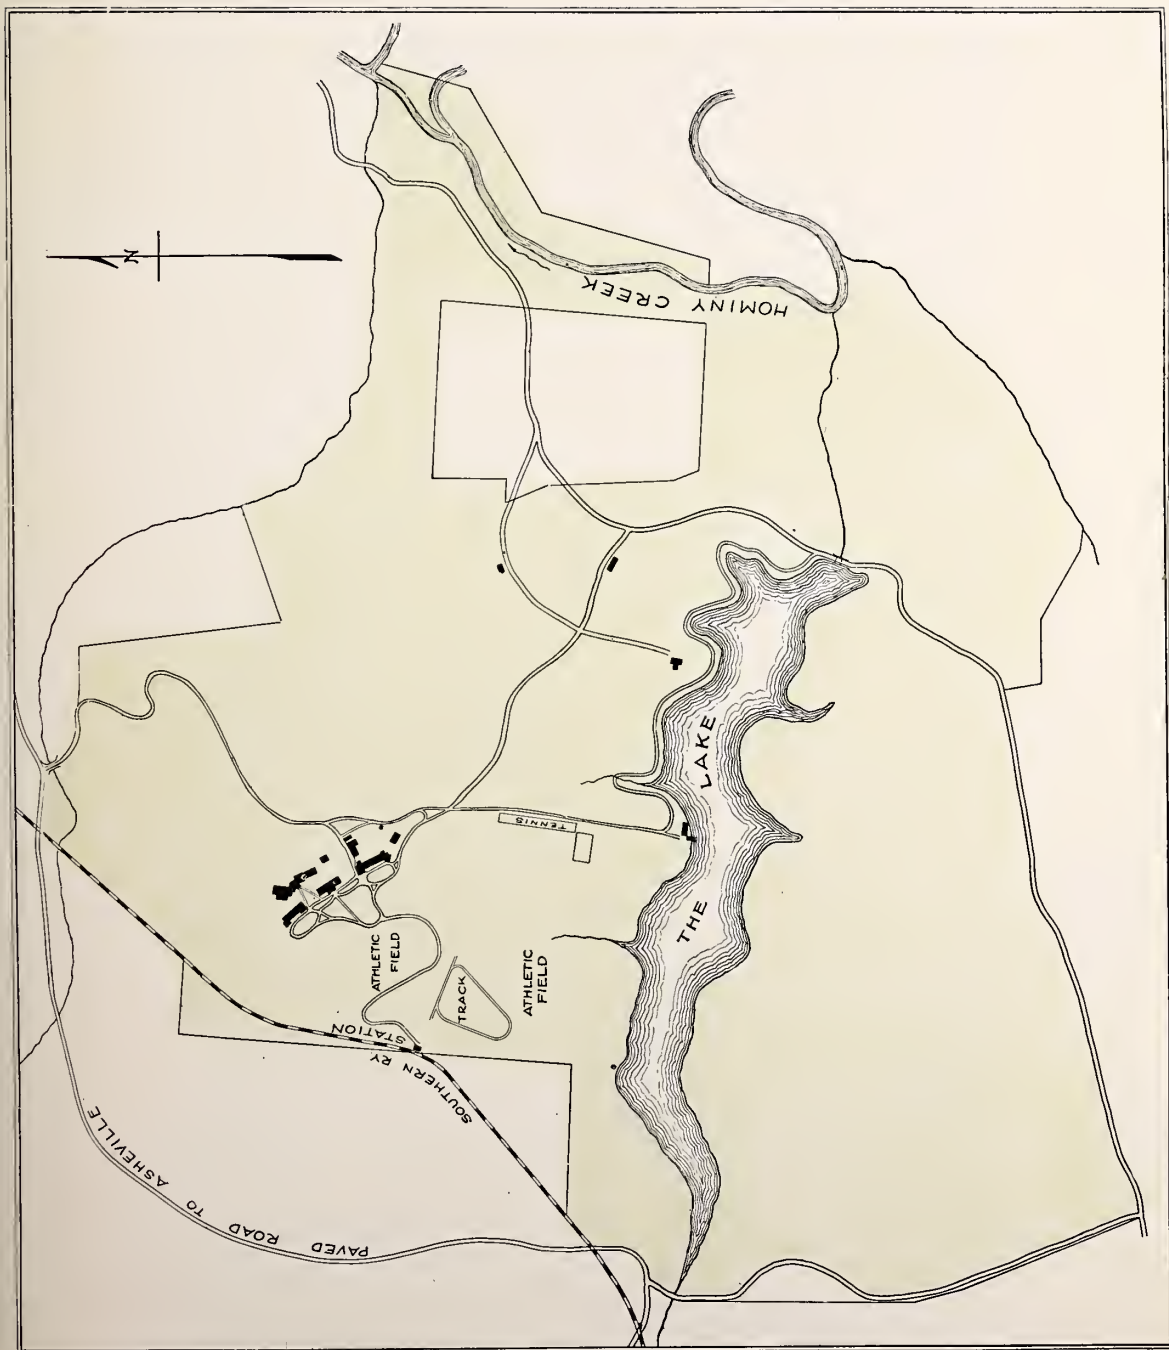 N
HOMINY CREEK
THE LAKE
TENNIS
ATHLETIC
FIELD
TRACK
ATHLETIC
FIELD
STATION
SOUTHERN RY
PAVED ROAD TO ASHEVILLE